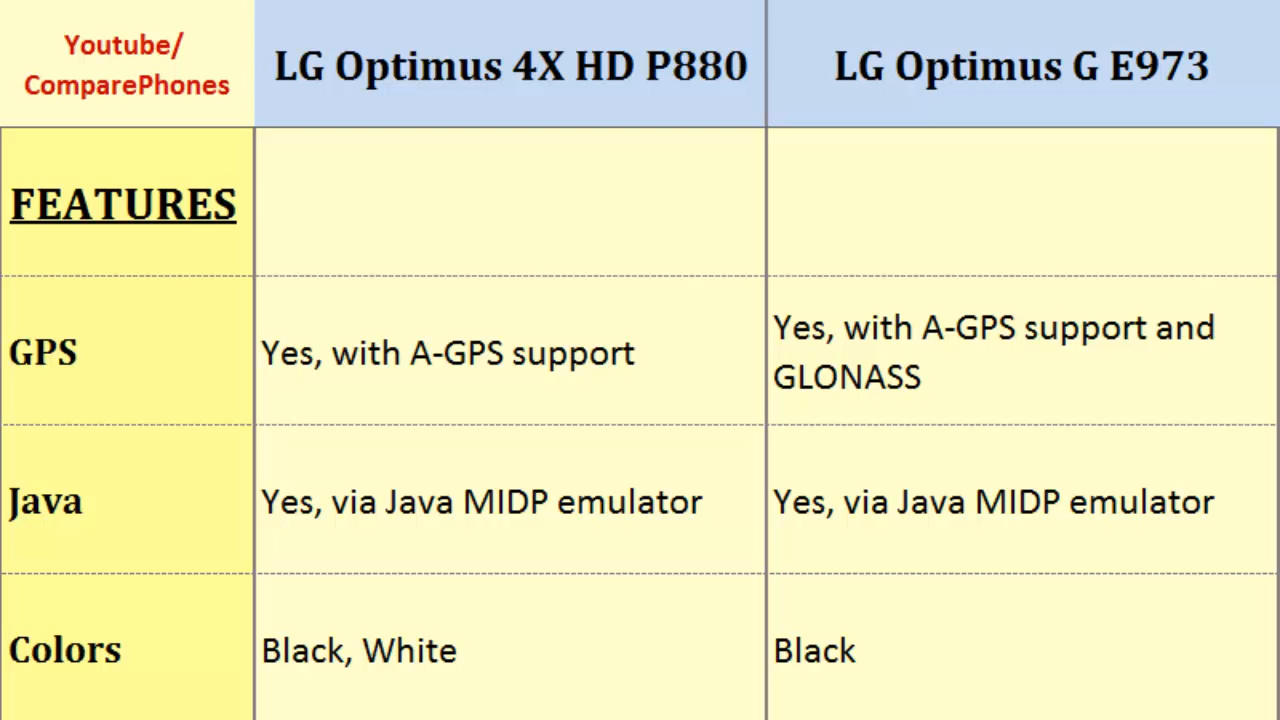 Youtube/
ComparePhones
LG Optimus 4X HD P880
LG Optimus G E973
FEATURES
GPS
Yes, with A-GPS support
Yes, with A-GPS support and
GLONASS
Java
Yes, via Java MIDP emulator
Yes, via Java MIDP emulator
Colors
Black, White
Black